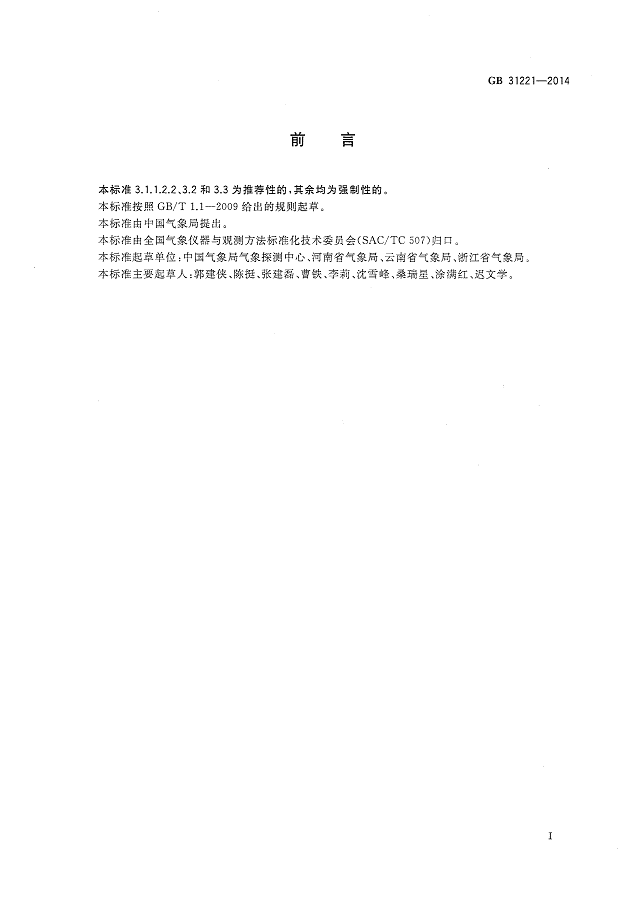 GB 31221—2014
前 言
本标准 3.1.1.2.2、3.2 和 3.3 为推荐性的,其余均为强制性的。
本标准按照 GB/T 1.1—2009 给出的规则起草。
本标准由中国气象局提出。
本标准由全国气象仪器与观测方法标准化技术委员会(SAC/TC 507)归口。
本标准起草单位:中国气象局气象探测中心、河南省气象局、云南省气象局、浙江省气象局。
本标准主要起草人:郭建侠、陈挺、张建磊、曹铁、李莉、沈雪峰、桑瑞星、涂满红、迟文学。
I